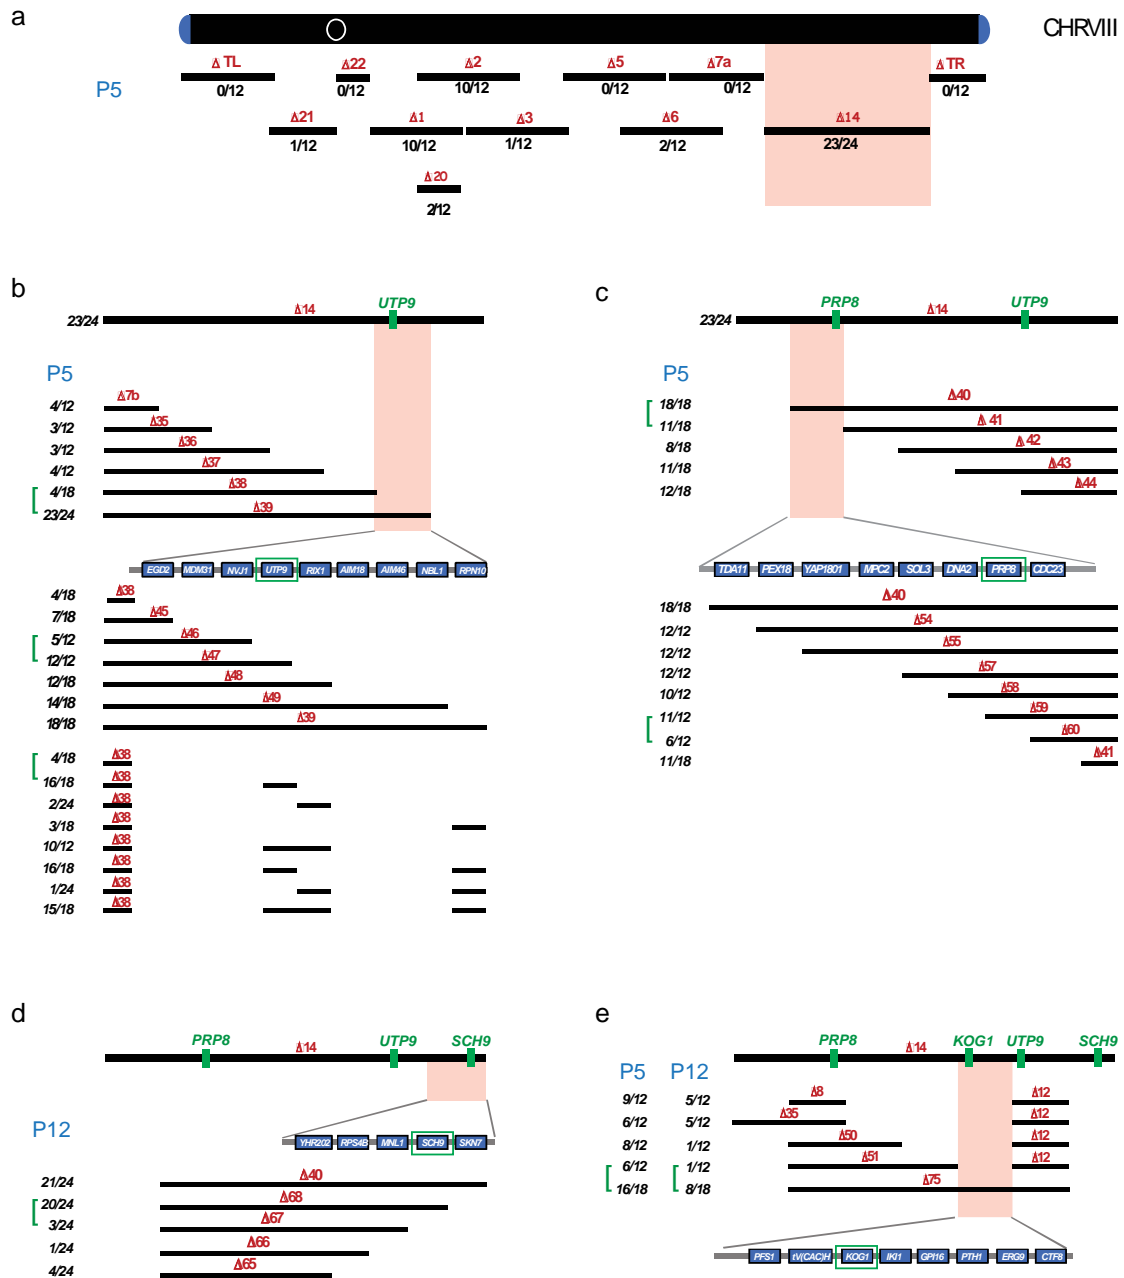 a
CHRVIII
P5
Δ TL
Δ22
Δ2
Δ5
Δ7a
Δ TR
0/12
0/12
10/12
0/12
0/12
0/12
Δ21
Δ1
Δ3
Δ6
Δ14
1/12
10/12
1/12
2/12
23/24
Δ20
2/12
b
Δ14
UTP9
23/24
P5
4/12 Δ7b
3/12 Δ35
3/12 Δ36
4/12 Δ37
4/18 Δ38
23/24 Δ39
EGD2 MDM31 NVJ1 UTP9 RIX1 AIM18 AIM46 NBL1 RPN10
4/18 Δ38
7/18 Δ45
5/12 Δ46
12/12 Δ47
12/18 Δ48
14/18 Δ49
18/18 Δ39
4/18 Δ38
16/18 Δ38
2/24 Δ38
3/18 Δ38
10/12 Δ38
16/18 Δ38
1/24 Δ38
15/18 Δ38
c
PRP8 Δ14 UTP9
23/24
P5
18/18 Δ40
11/18 Δ41
8/18 Δ42
11/18 Δ43
12/18 Δ44
TDA11 PEX18 YAP1801 MPC2 SOL3 DNA2 PRP8 CDC23
18/18 Δ40
12/12 Δ54
12/12 Δ55
12/12 Δ57
10/12 Δ58
11/12 Δ59
6/12 Δ60
11/18 Δ41
d
PRP8 Δ14 UTP9 SCH9
P12
YHR202 RPS4B MNL1 SCH9 SKN7
21/24 Δ40
20/24 Δ68
3/24 Δ67
1/24 Δ66
4/24 Δ65
e
PRP8 Δ14 KOG1 UTP9 SCH9
P5 P12
9/12 5/12 Δ8 Δ12
6/12 5/12 Δ35 Δ12
8/12 1/12 Δ50 Δ12
6/12 1/12 Δ51 Δ12
16/18 8/18 Δ75
PFS1 tV(CAC)H KOG1 IKI1 GPI16 PTH1 ERG9 CTF8